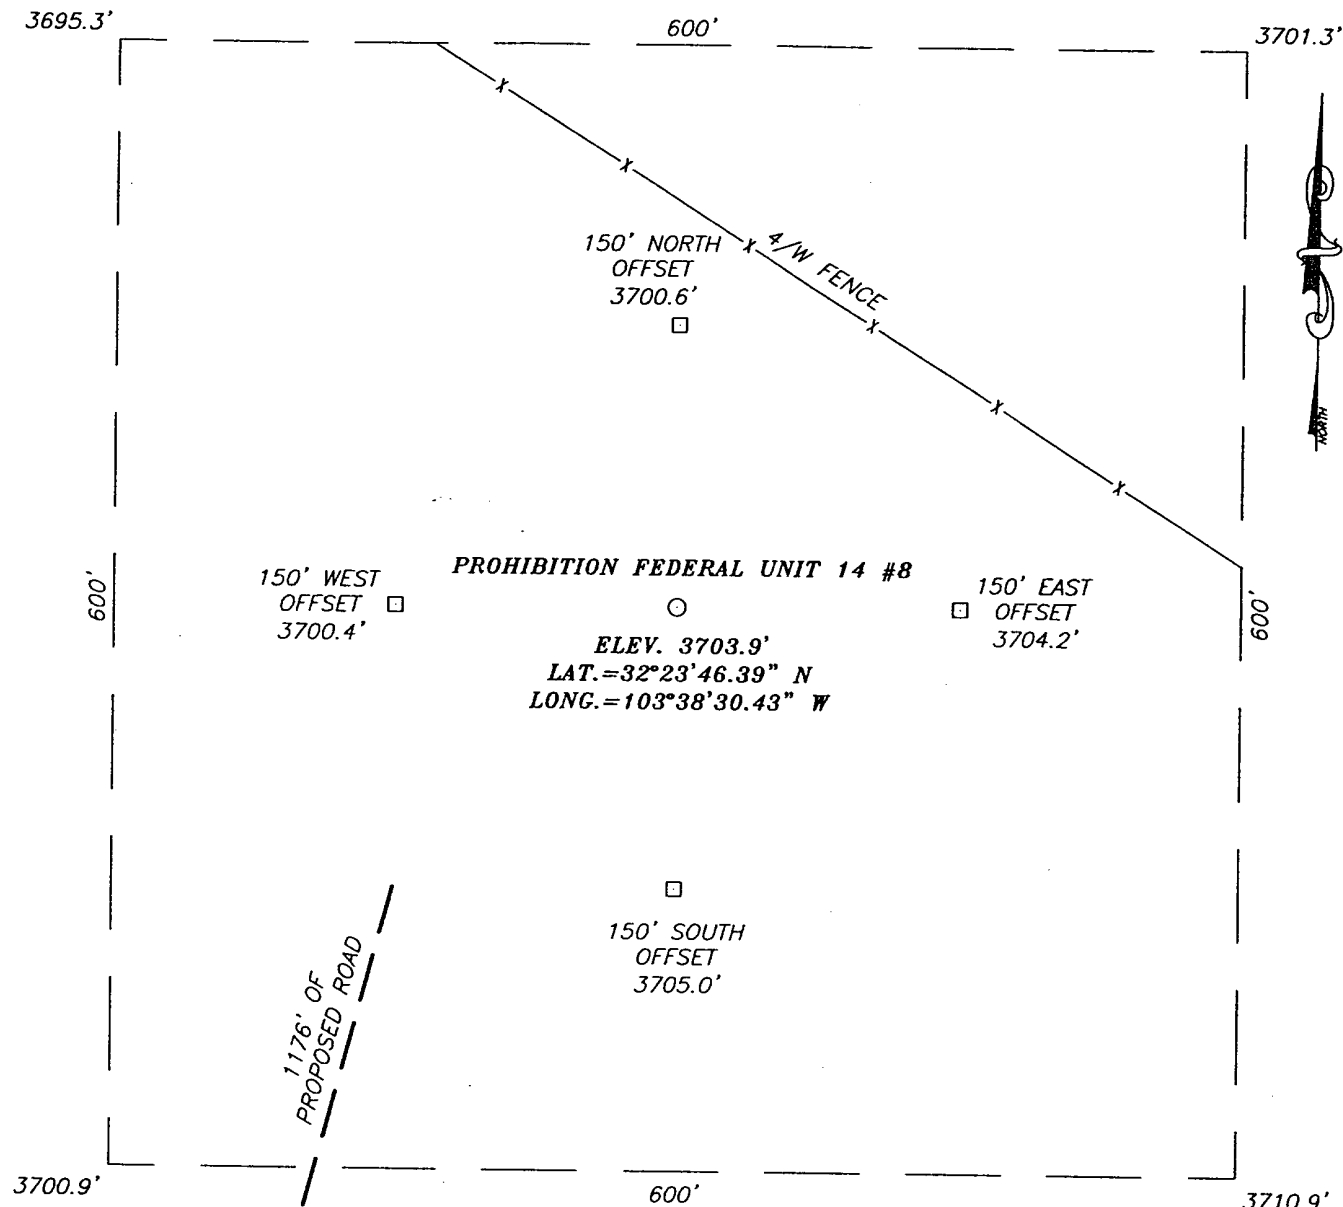 3695.3'
600'
3701.3'
150' NORTH
OFFSET
3700.6'
4/W FENCE
NORTH
600'
150' WEST
OFFSET
3700.4'
PROHIBITION FEDERAL UNIT 14 #8
ELEV. 3703.9'
LAT.=32°23'46.39" N
LONG.=103°38'30.43" W
150' EAST
OFFSET
3704.2'
600'
150' SOUTH
OFFSET
3705.0'
1176' OF
PROPOSED ROAD
3700.9'
600'
3710.9'